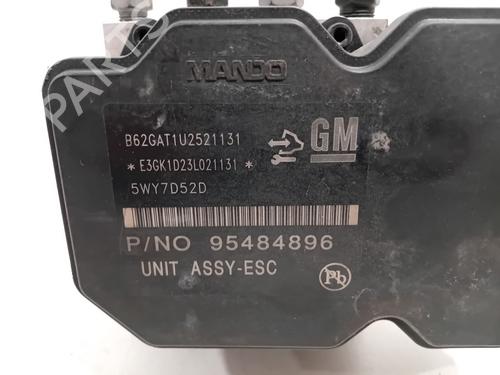 MANDO
B62GAT1U2521131
GM
*E3GK1D23L021131*
5WY7D52D
P/NO 95484896
UNIT ASSY-ESC
Pb
PARTS